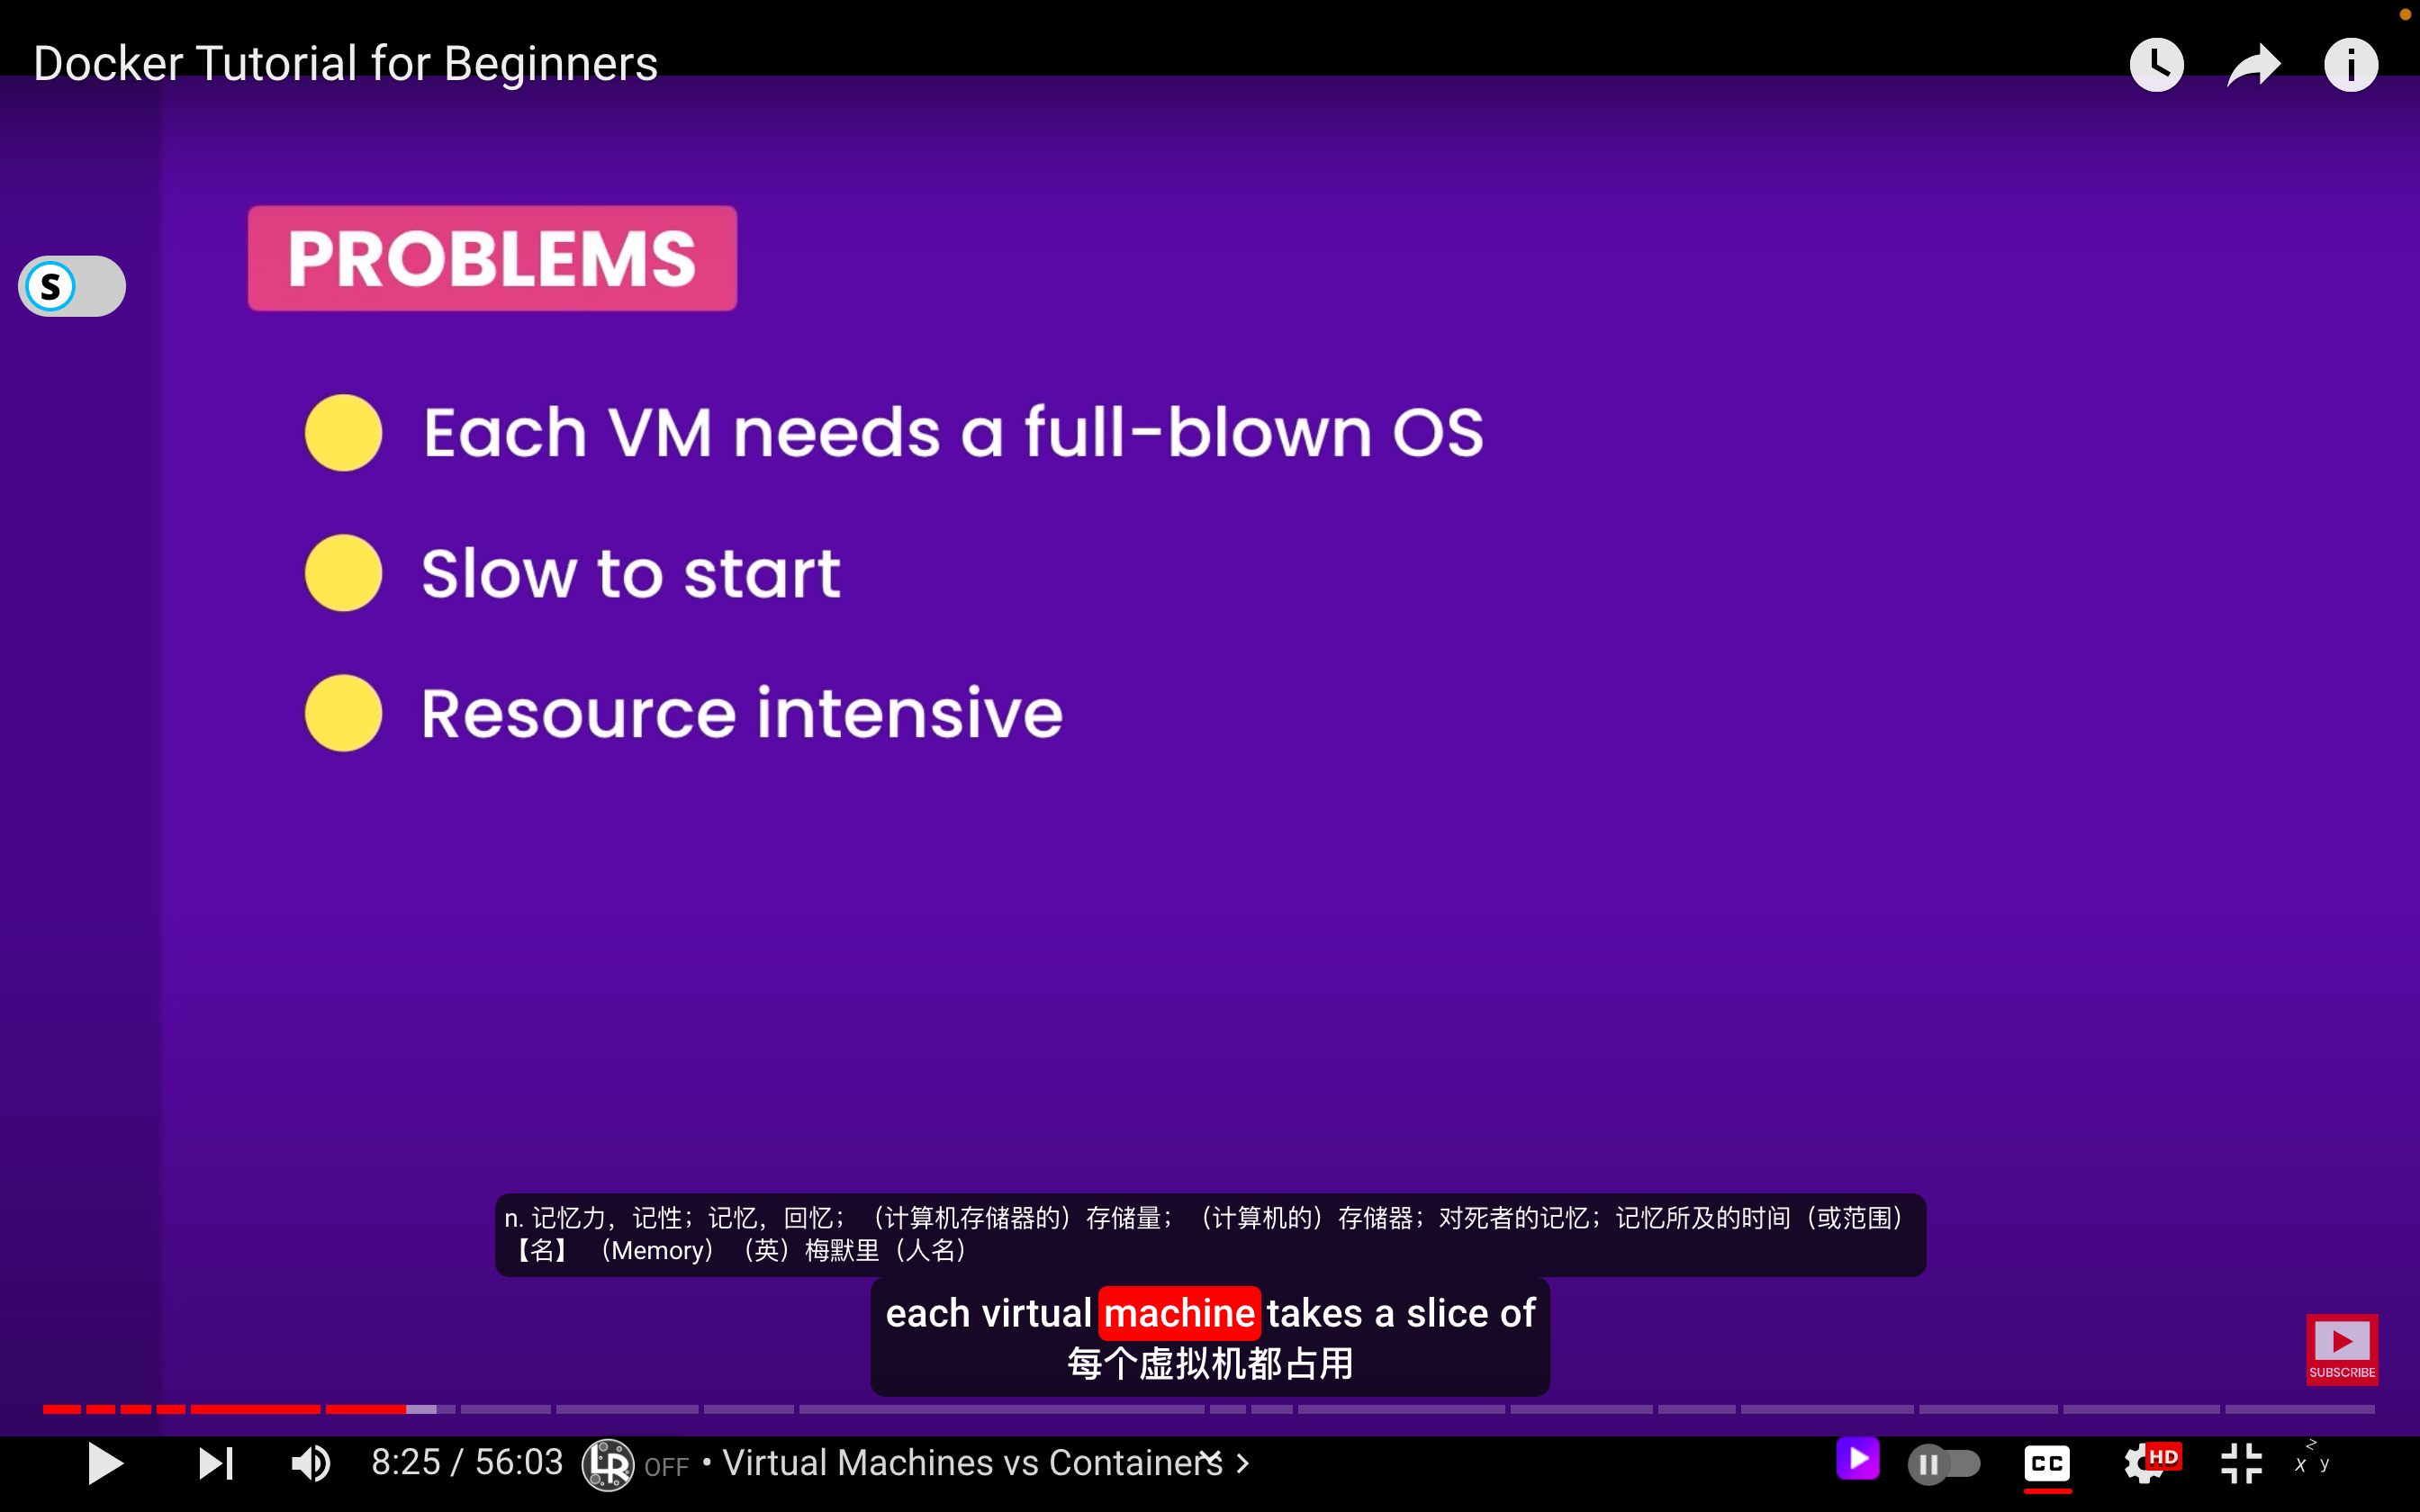 Docker Tutorial for Beginners
PROBLEMS
S
Each VM needs a full-blown OS
Slow to start
Resource intensive
n. 记忆力，记性；记忆，回忆；（计算机存储器的）存储量；（计算机的）存储器；对死者的记忆；记忆所及的时间（或范围）
【名】 （Memory）（英）梅默里（人名）
each virtual machine takes a slice of
每个虚拟机都占用
SUBSCRIBE
8:25 / 56:03 LR OFF • Virtual Machines vs Containers
CC
HD
z
x y